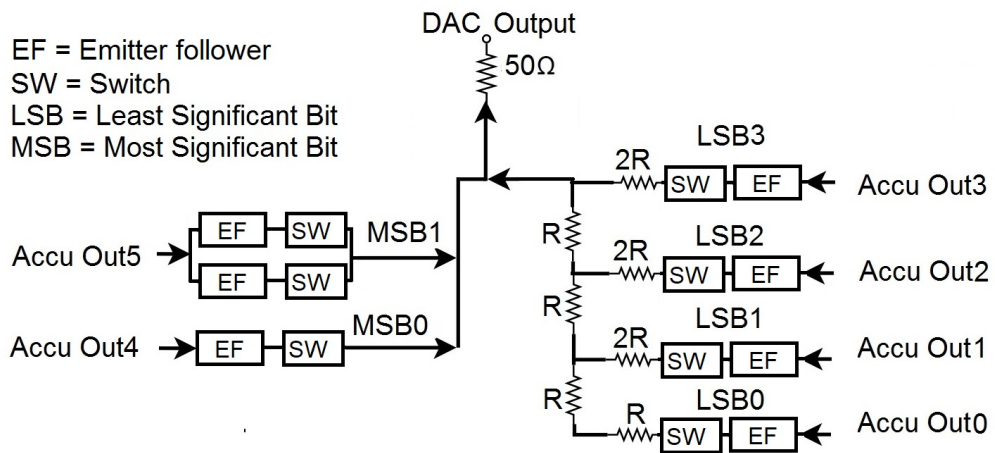 DAC Output
50Ω
EF = Emitter follower
SW = Switch
LSB = Least Significant Bit
MSB = Most Significant Bit
LSB3
2R
SW
EF
Accu Out3
R
LSB2
2R
SW
EF
Accu Out2
R
LSB1
2R
SW
EF
Accu Out1
R
LSB0
R
SW
EF
Accu Out0
Accu Out5
EF
SW
EF
SW
MSB1
Accu Out4
EF
SW
MSB0